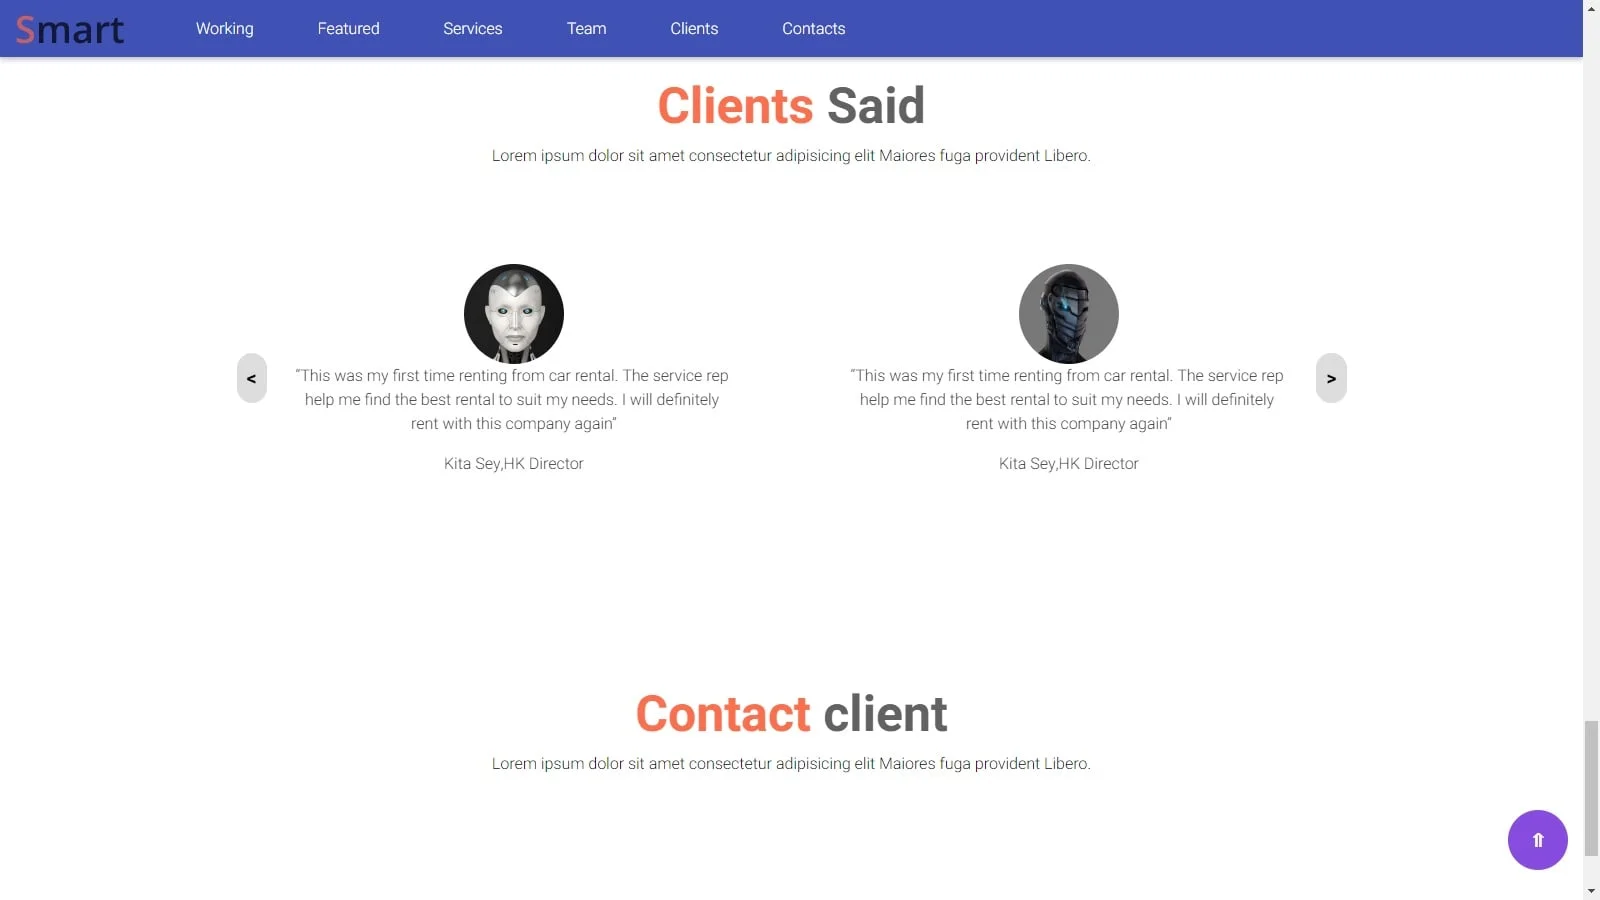 Smart Working Featured Services Team Clients Contacts
Clients Said
Lorem ipsum dolor sit amet consectetur adipisicing elit Maiores fuga provident Libero.
“This was my first time renting from car rental. The service rep
help me find the best rental to suit my needs. I will definitely
rent with this company again”
Kita Sey,HK Director
“This was my first time renting from car rental. The service rep
help me find the best rental to suit my needs. I will definitely
rent with this company again”
Kita Sey,HK Director
< >
Contact client
Lorem ipsum dolor sit amet consectetur adipisicing elit Maiores fuga provident Libero.
⇑